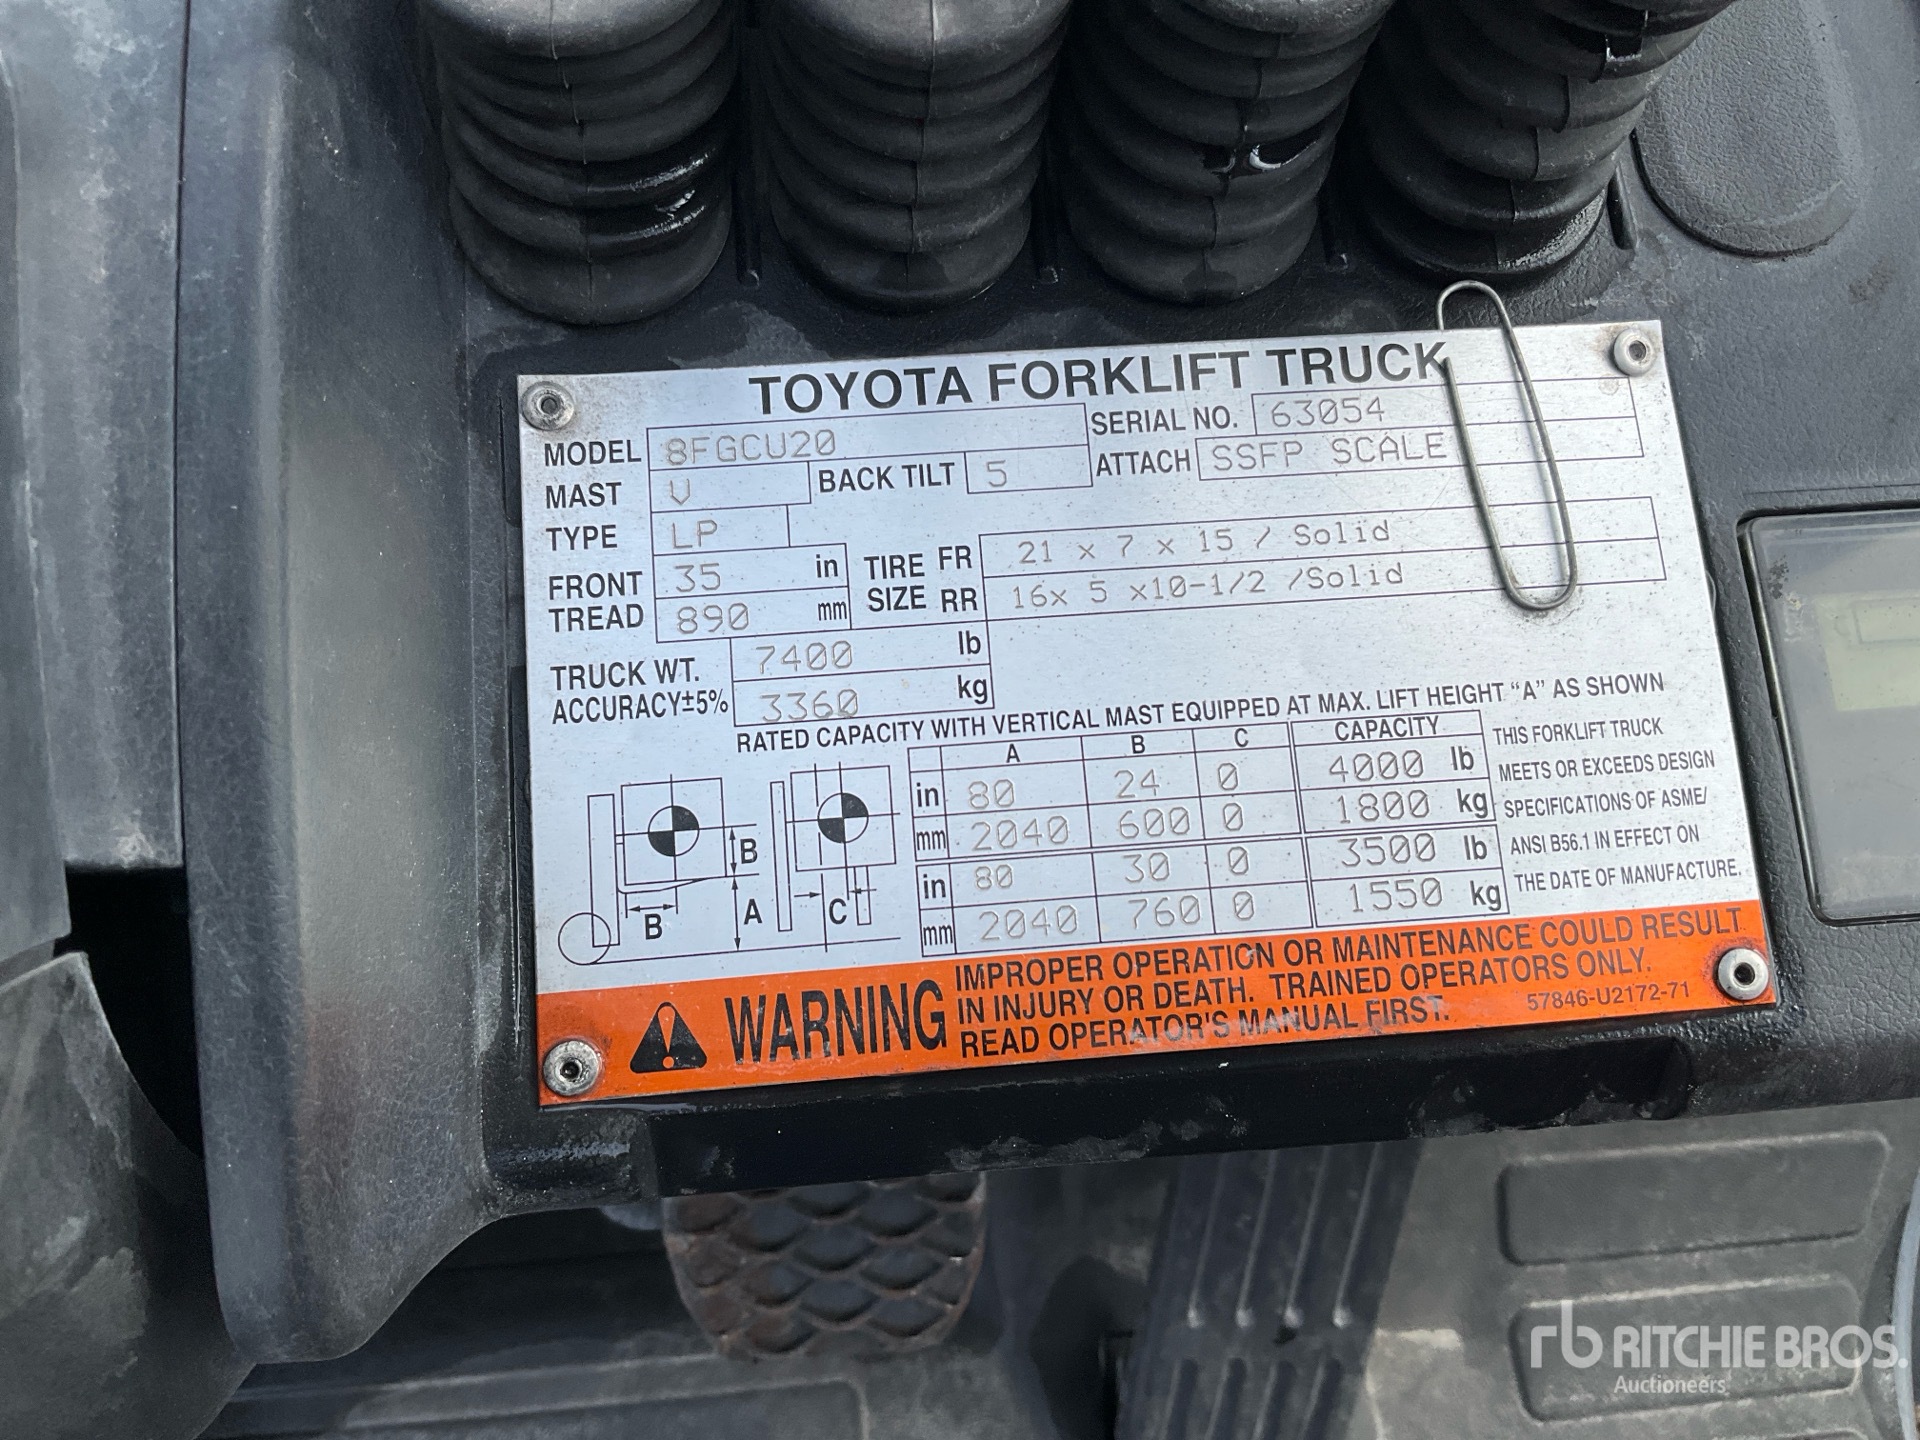 TOYOTA FORKLIFT TRUCK
MODEL 8FGCU20 SERIAL NO. 63054
MAST V BACK TILT 5 ATTACH SSFP SCALE
TYPE LP
FRONT TREAD 35 in TIRE SIZE FR 21 x 7 x 15 / Solid
890 mm RR 16x 5 x10-1/2 /Solid
TRUCK WT. 7400 lb
ACCURACY±5% 3360 kg
RATED CAPACITY WITH VERTICAL MAST EQUIPPED AT MAX. LIFT HEIGHT "A" AS SHOWN
A B C CAPACITY
in 80 24 0 4000 lb
mm 2040 600 0 1800 kg
in 80 30 0 3500 lb
mm 2040 760 0 1550 kg
B
B
A
C
THIS FORKLIFT TRUCK
MEETS OR EXCEEDS DESIGN
SPECIFICATIONS OF ASME/
ANSI B56.1 IN EFFECT ON
THE DATE OF MANUFACTURE.
WARNING
IMPROPER OPERATION OR MAINTENANCE COULD RESULT
IN INJURY OR DEATH. TRAINED OPERATORS ONLY.
READ OPERATOR'S MANUAL FIRST. 57846-U2172-71
rb RITCHIE BROS.
Auctioneers